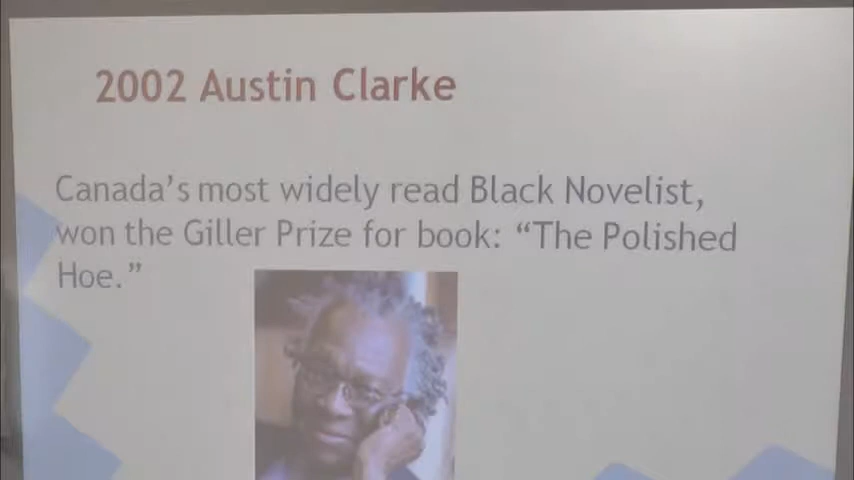 2002 Austin Clarke
Canada's most widely read Black Novelist,
won the Giller Prize for book: “The Polished
Hoe.”